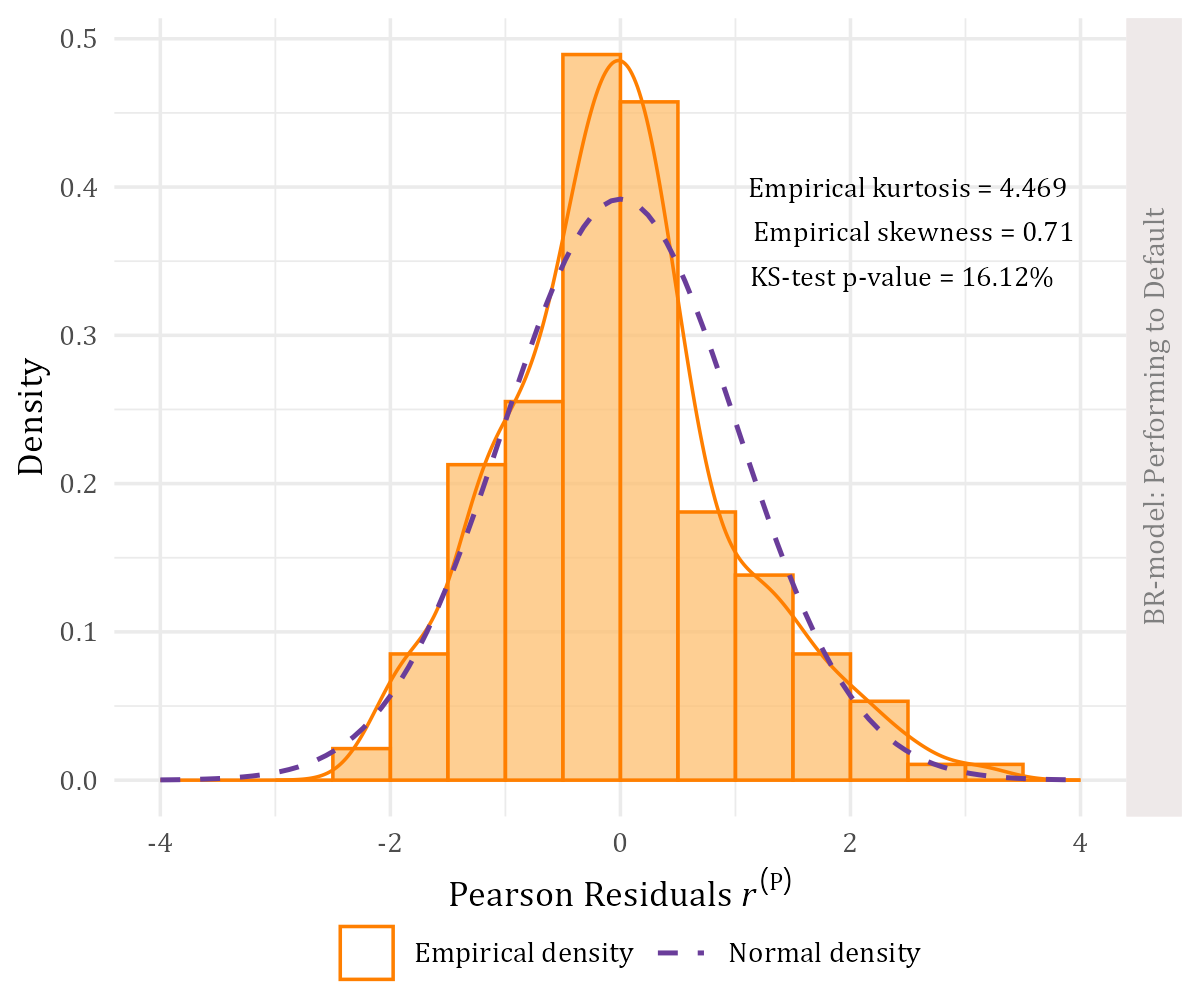 0.5
0.4
0.3
0.2
0.1
0.0
Density
Empirical kurtosis = 4.469
Empirical skewness = 0.71
KS-test p-value = 16.12%
BR-model: Performing to Default
-4 -2 0 2 4
Pearson Residuals r^(P)
Empirical density Normal density